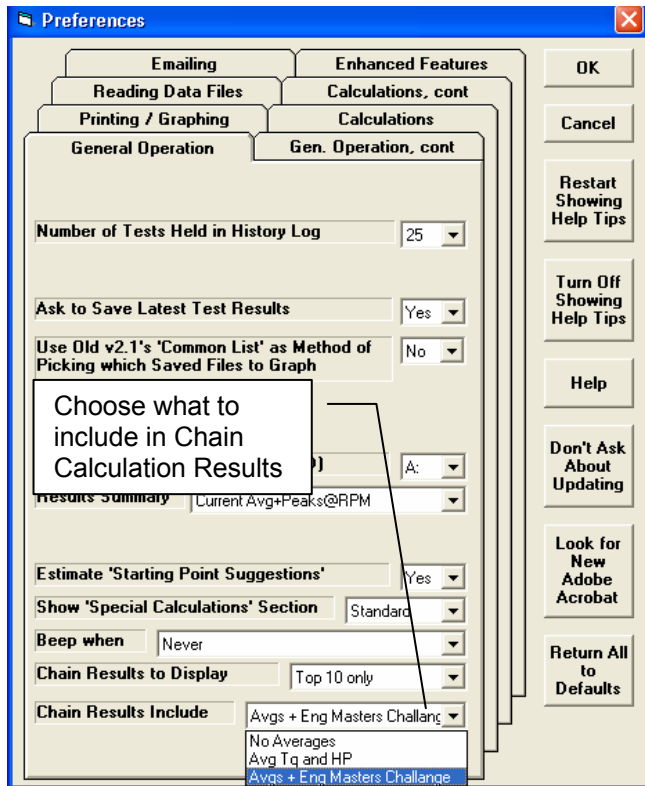 Preferences
Emailing
Enhanced Features
Reading Data Files
Calculations, cont
Printing / Graphing
Calculations
General Operation
Gen. Operation, cont
Number of Tests Held in History Log
25
Ask to Save Latest Test Results
Yes
Use Old v2.1's 'Common List' as Method of
Picking which Saved Files to Graph
No
Choose what to
include in Chain
Calculation Results
A:
Results Summary
Current Avg+Peaks@RPM
Estimate 'Starting Point Suggestions'
Yes
Show 'Special Calculations' Section
Standard
Beep when
Never
Chain Results to Display
Top 10 only
Chain Results Include
Avgs + Eng Masters Challang
No Averages
Avg Tq and HP
Avgs + Eng Masters Challange
OK
Cancel
Restart
Showing
Help Tips
Turn Off
Showing
Help Tips
Help
Don't Ask
About
Updating
Look for
New
Adobe
Acrobat
Return All
to
Defaults